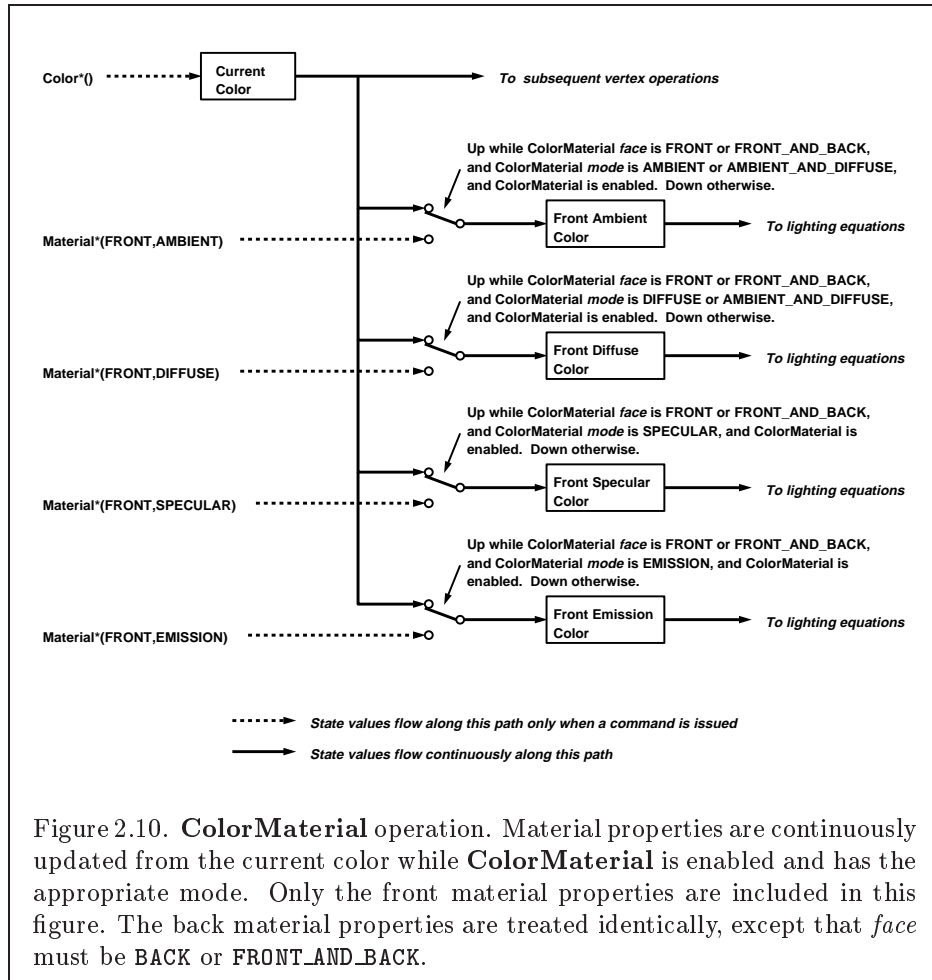 Color*()
Current
Color
To subsequent vertex operations
Up while ColorMaterial face is FRONT or FRONT_AND_BACK,
and ColorMaterial mode is AMBIENT or AMBIENT_AND_DIFFUSE,
and ColorMaterial is enabled. Down otherwise.
Material*(FRONT,AMBIENT)
Front Ambient
Color
To lighting equations
Up while ColorMaterial face is FRONT or FRONT_AND_BACK,
and ColorMaterial mode is DIFFUSE or AMBIENT_AND_DIFFUSE,
and ColorMaterial is enabled. Down otherwise.
Material*(FRONT,DIFFUSE)
Front Diffuse
Color
To lighting equations
Up while ColorMaterial face is FRONT or FRONT_AND_BACK,
and ColorMaterial mode is SPECULAR, and ColorMaterial is
enabled. Down otherwise.
Material*(FRONT,SPECULAR)
Front Specular
Color
To lighting equations
Up while ColorMaterial face is FRONT or FRONT_AND_BACK,
and ColorMaterial mode is EMISSION, and ColorMaterial is
enabled. Down otherwise.
Material*(FRONT,EMISSION)
Front Emission
Color
To lighting equations
State values flow along this path only when a command is issued
State values flow continuously along this path
Figure 2.10. ColorMaterial operation. Material properties are continuously
updated from the current color while ColorMaterial is enabled and has the
appropriate mode. Only the front material properties are included in this
figure. The back material properties are treated identically, except that face
must be BACK or FRONT_AND_BACK.